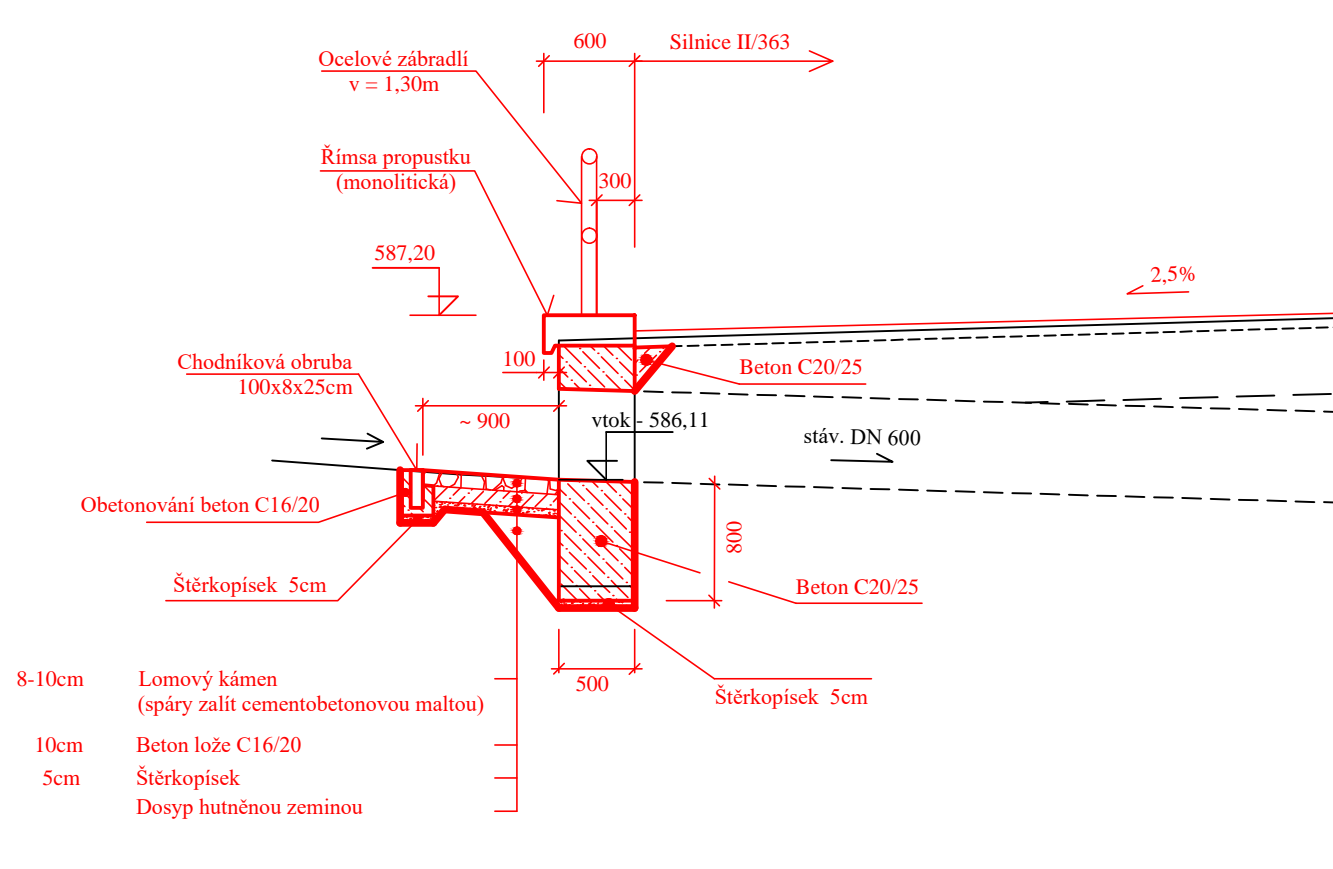 600
Silnice II/363
Ocelové zábradlí
v = 1,30m
Římsa propustku
(monolitická)
300
587,20
2,5%
Chodníková obruba
100x8x25cm
100
Beton C20/25
~ 900
vtok - 586,11
stáv. DN 600
Obetonování beton C16/20
800
Štěrkopísek 5cm
Beton C20/25
8-10cm Lomový kámen
(spáry zalít cementobetonovou maltou)
500
Štěrkopísek 5cm
10cm Beton lože C16/20
5cm Štěrkopísek
Dosyp hutněnou zeminou